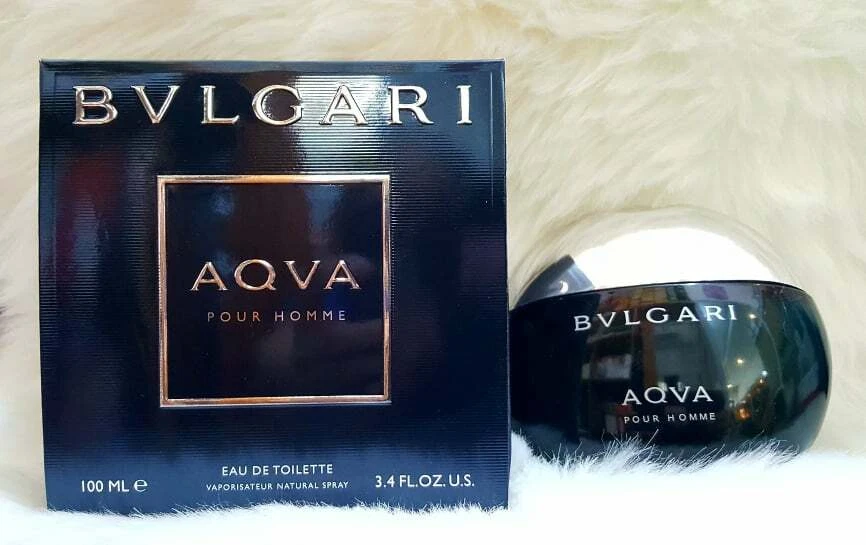 BVLGARI
AQVA
POUR HOMME
100 ML ℮
EAU DE TOILETTE
VAPORISATEUR NATURAL SPRAY
3.4 FL.OZ. U.S.
BVLGARI
AQVA
POUR HOMME